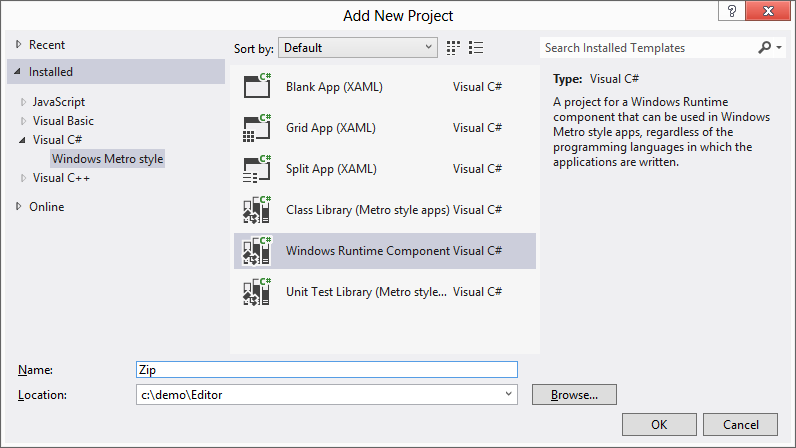 Add New Project
?
Recent
Installed
JavaScript
Visual Basic
Visual C#
Windows Metro style
Visual C++
Online
Sort by: Default
C# Blank App (XAML) Visual C#
C# Grid App (XAML) Visual C#
C# Split App (XAML) Visual C#
C# Class Library (Metro style apps) Visual C#
C# Windows Runtime Component Visual C#
C# Unit Test Library (Metro style... Visual C#
Search Installed Templates
Type: Visual C#
A project for a Windows Runtime
component that can be used in Windows
Metro style apps, regardless of the
programming languages in which the
applications are written.
Name: Zip
Location: c:\demo\Editor
Browse...
OK Cancel